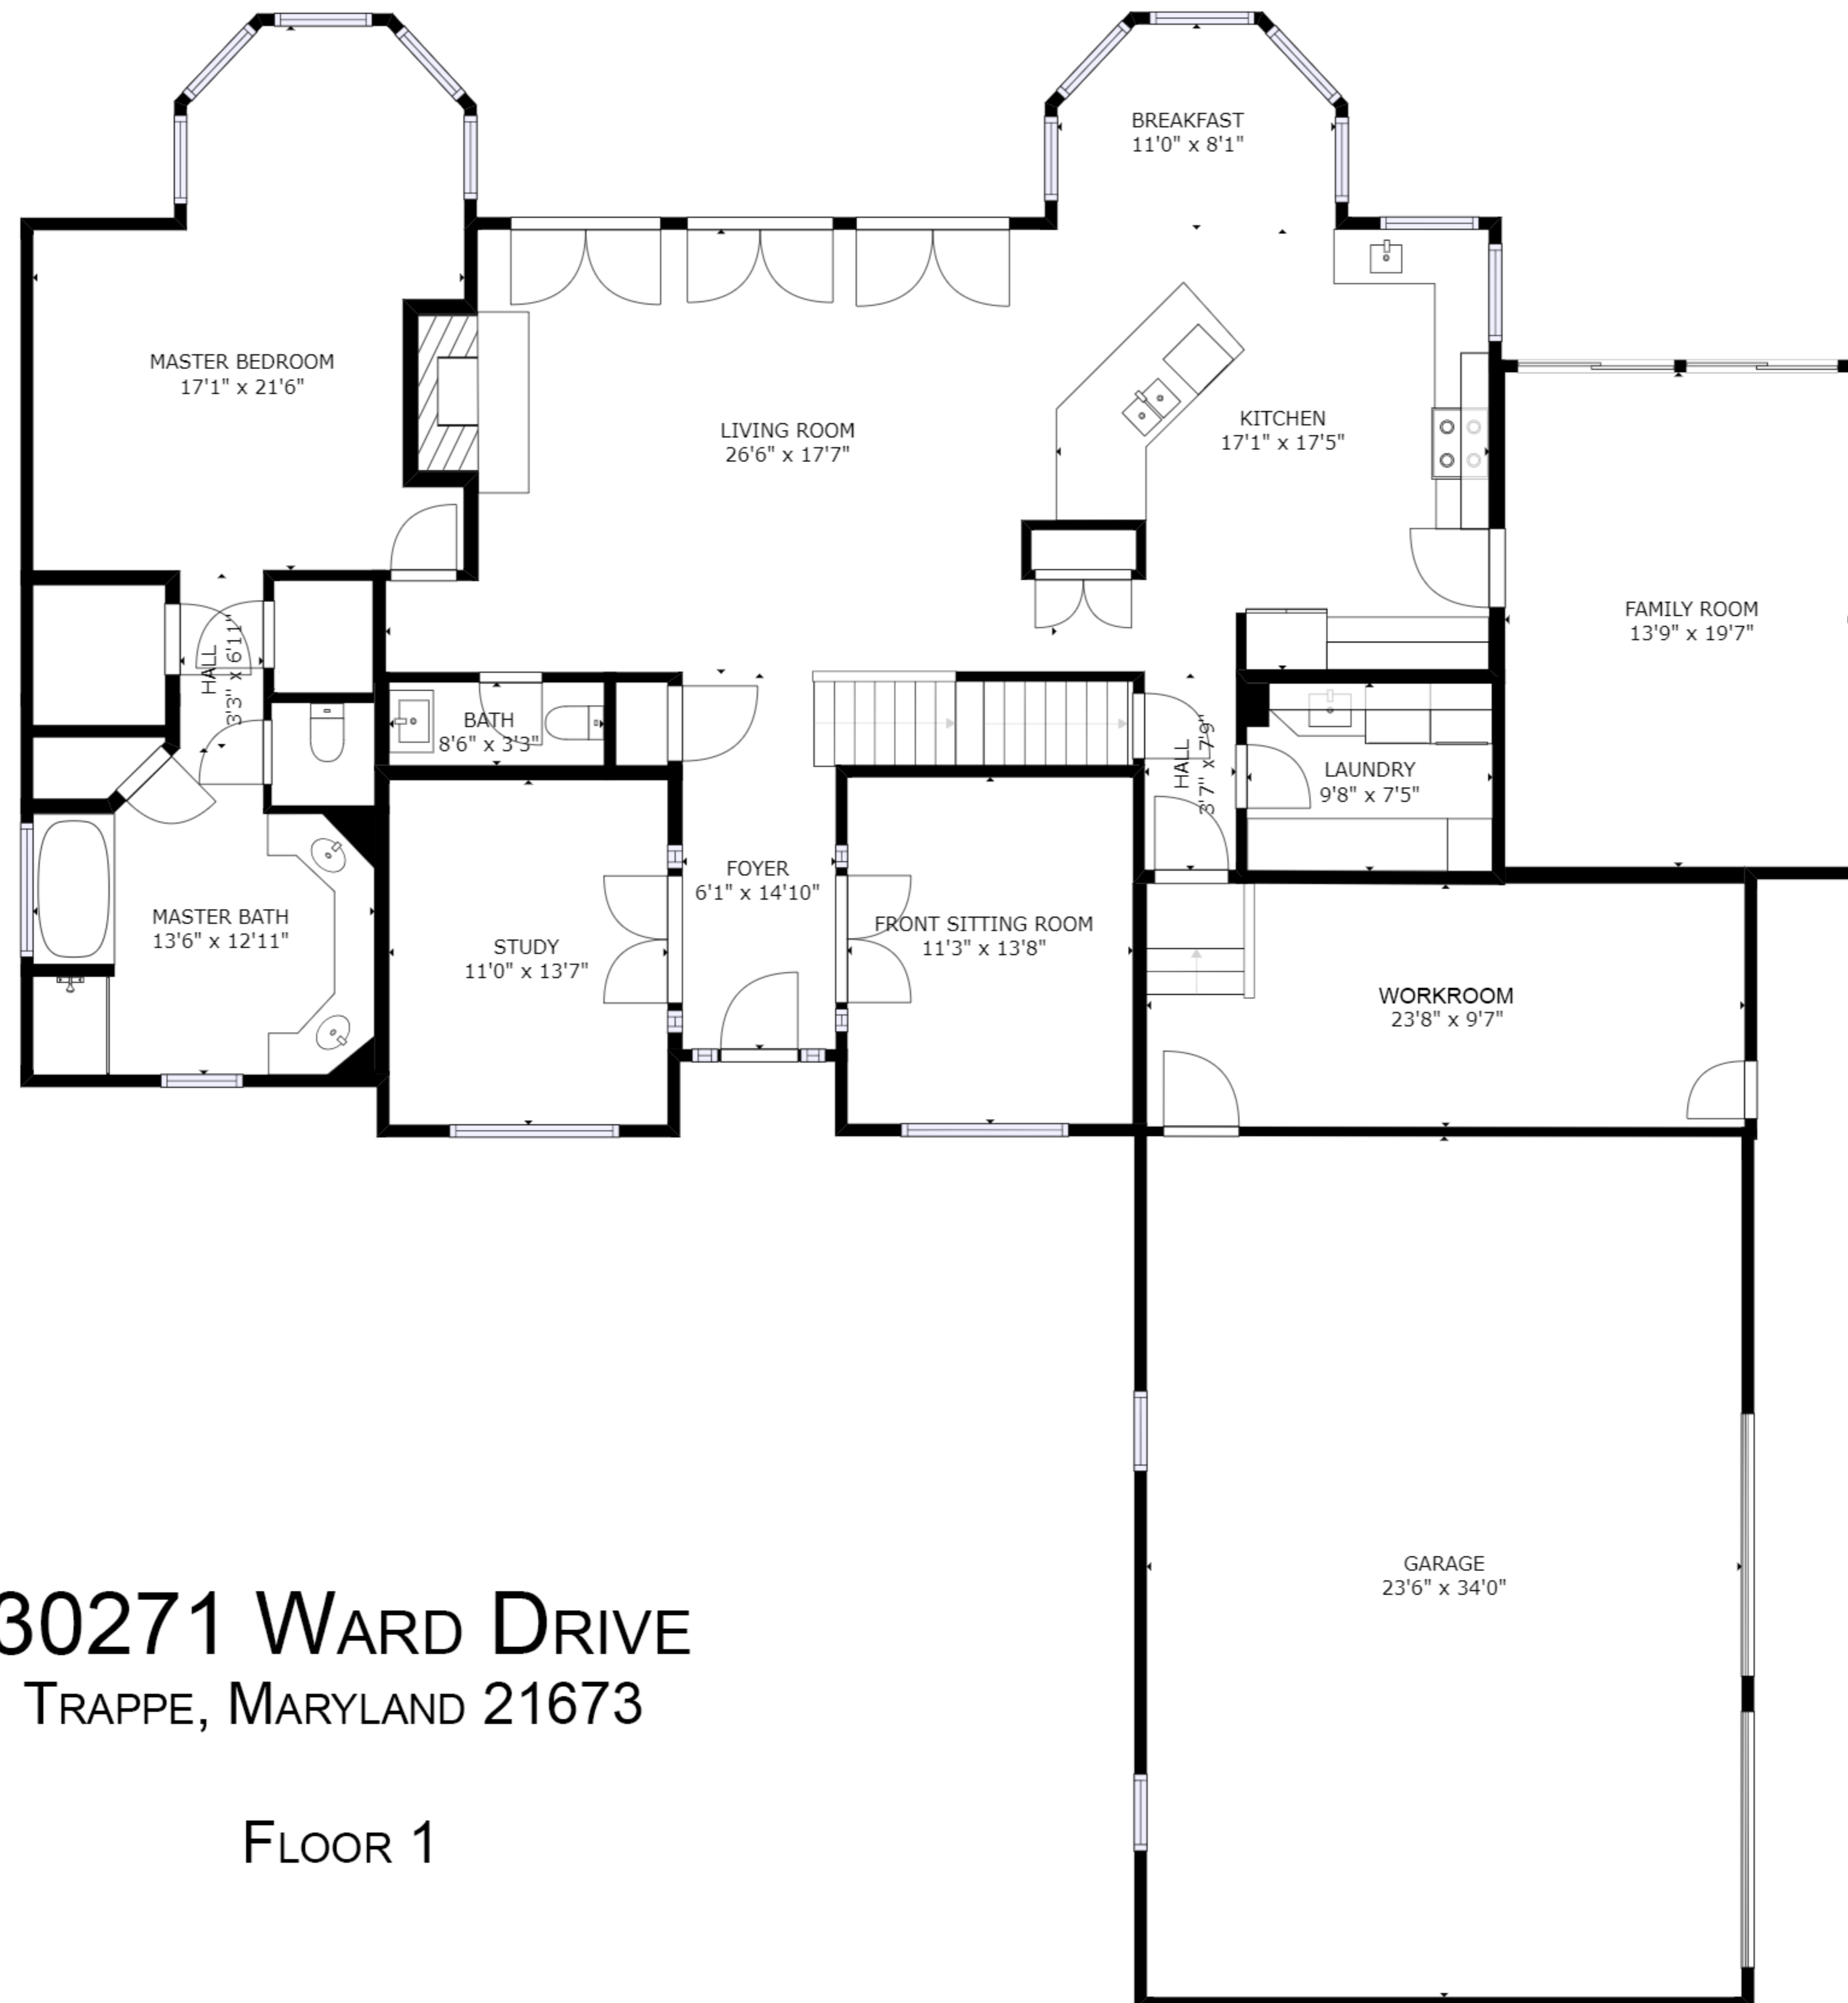 BREAKFAST
11'0" x 8'1"
MASTER BEDROOM
17'1" x 21'6"
LIVING ROOM
26'6" x 17'7"
KITCHEN
17'1" x 17'5"
FAMILY ROOM
13'9" x 19'7"
HALL
3'3" x 6'11"
BATH
8'6" x 3'3"
HALL
3'7" x 7'9"
LAUNDRY
9'8" x 7'5"
FOYER
6'1" x 14'10"
MASTER BATH
13'6" x 12'11"
STUDY
11'0" x 13'7"
FRONT SITTING ROOM
11'3" x 13'8"
WORKROOM
23'8" x 9'7"
GARAGE
23'6" x 34'0"
30271 WARD DRIVE
TRAPPE, MARYLAND 21673
FLOOR 1